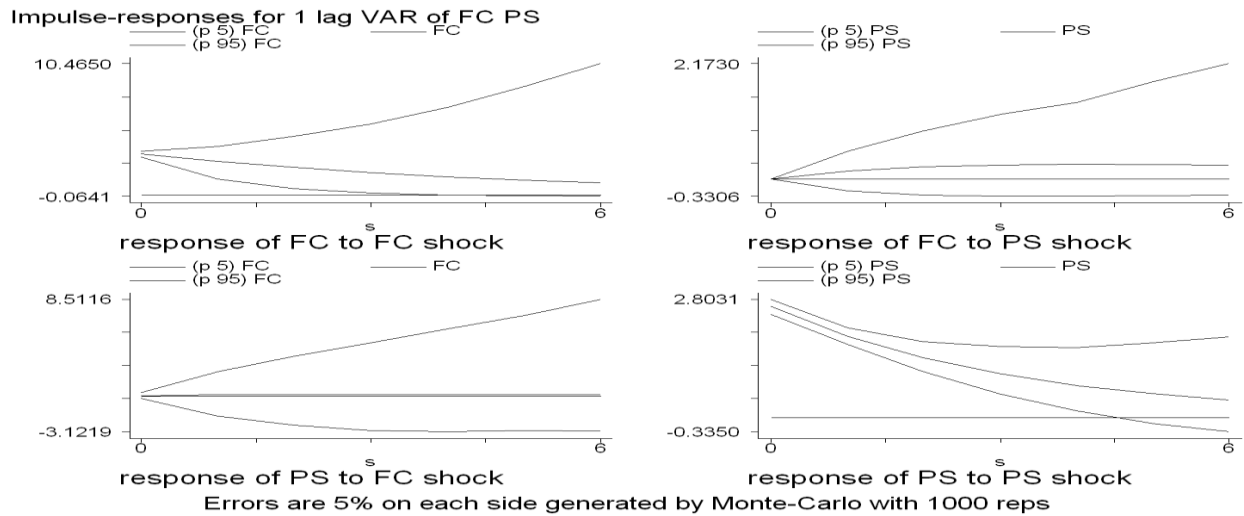 Impulse-responses for 1 lag VAR of FC PS
(p 5) FC FC
(p 95) FC
10.4650
-0.0641
0 6
s
response of FC to FC shock
(p 5) PS PS
(p 95) PS
2.1730
-0.3306
0 6
s
response of FC to PS shock
(p 5) FC FC
(p 95) FC
8.5116
-3.1219
0 6
s
response of PS to FC shock
(p 5) PS PS
(p 95) PS
2.8031
-0.3350
0 6
s
response of PS to PS shock
Errors are 5% on each side generated by Monte-Carlo with 1000 reps